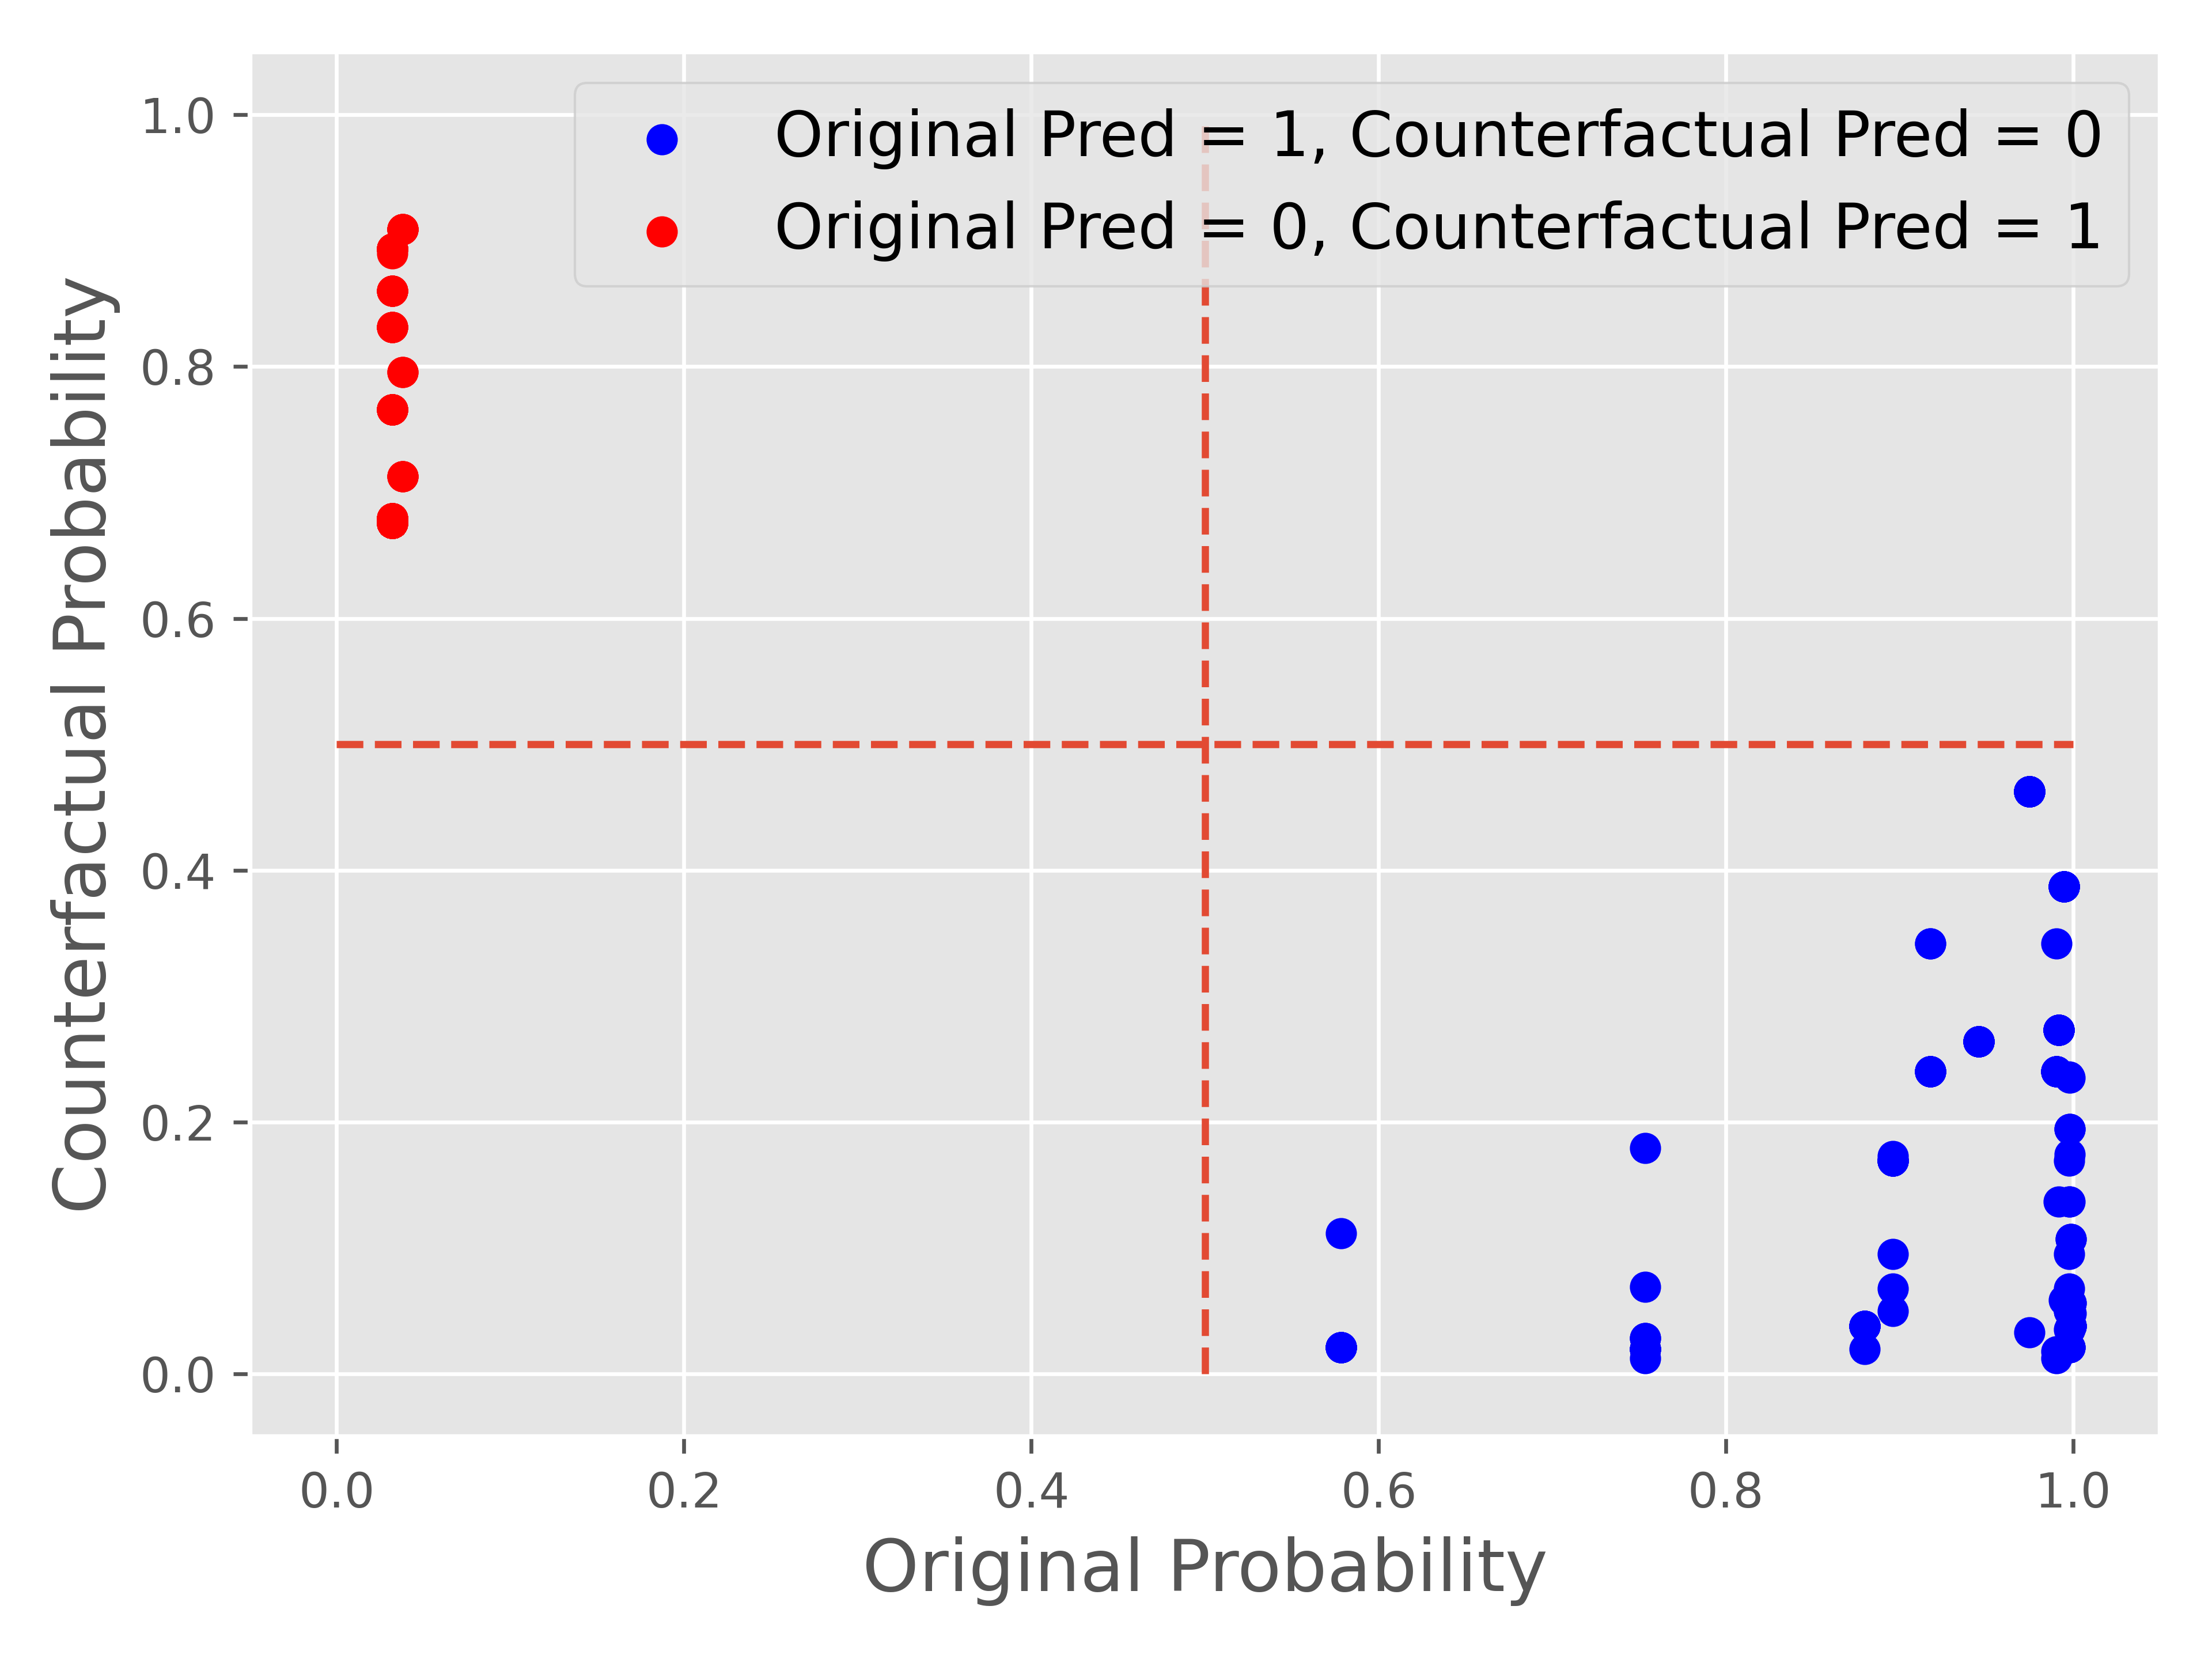 Original Pred = 1, Counterfactual Pred = 0
Original Pred = 0, Counterfactual Pred = 1
Counterfactual Probability
1.0
0.8
0.6
0.4
0.2
0.0
0.0 0.2 0.4 0.6 0.8 1.0
Original Probability